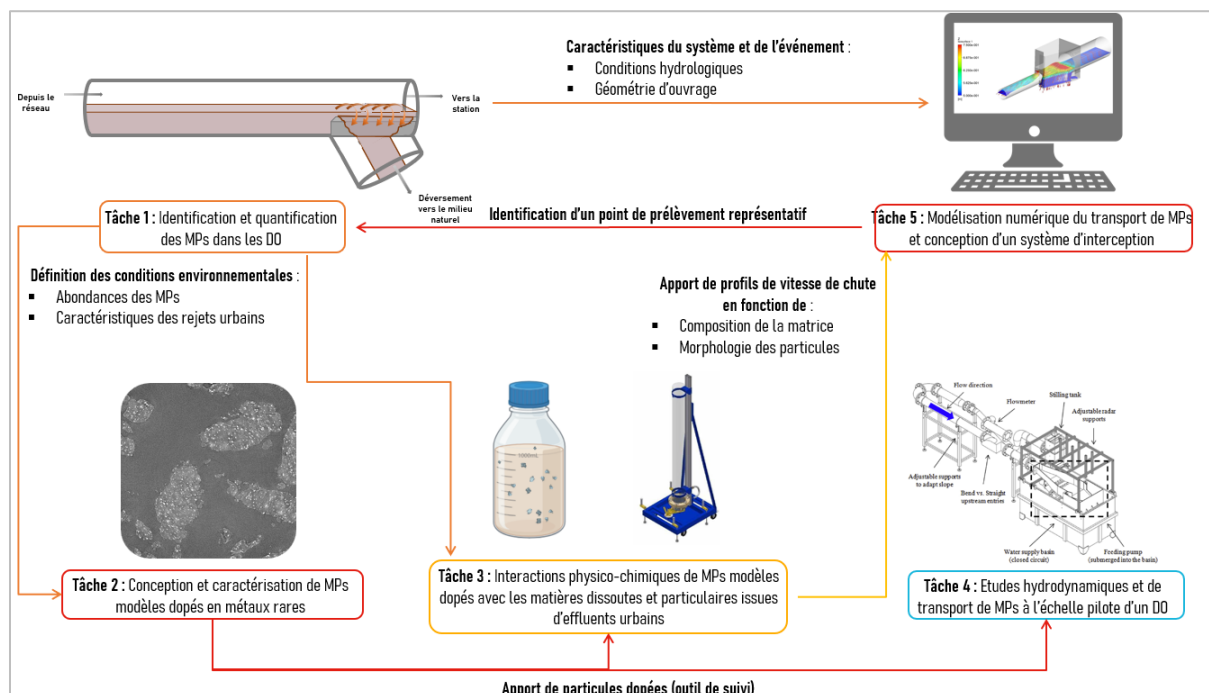 Depuis le
réseau
Vers la
station
Déversement
vers le milieu
naturel
Caractéristiques du système et de l'événement :
▪ Conditions hydrologiques
▪ Géométrie d'ouvrage
Tâche 1 : Identification et quantification
des MPs dans les DO
Identification d'un point de prélèvement représentatif
Tâche 5 : Modélisation numérique du transport de MPs
et conception d'un système d'interception
Définition des conditions environnementales :
▪ Abondances des MPs
▪ Caractéristiques des rejets urbains
Apport de profils de vitesse de chute
en fonction de :
▪ Composition de la matrice
▪ Morphologie des particules
1000mL
Flow direction
Flowmeter
Stilling tank
Adjustable radar
supports
Adjustable supports
to adapt slope
Bend vs. Straight
upstream entries
Water supply basin
(closed circuit)
Feeding pump
(submerged into the basin)
Tâche 2 : Conception et caractérisation de MPs
modèles dopés en métaux rares
Tâche 3 : Interactions physico-chimiques de MPs modèles
dopés avec les matières dissoutes et particulaires issues
d'effluents urbains
Tâche 4 : Etudes hydrodynamiques et de
transport de MPs à l'échelle pilote d'un DO
Apport de particules dopées (outil de suivi)